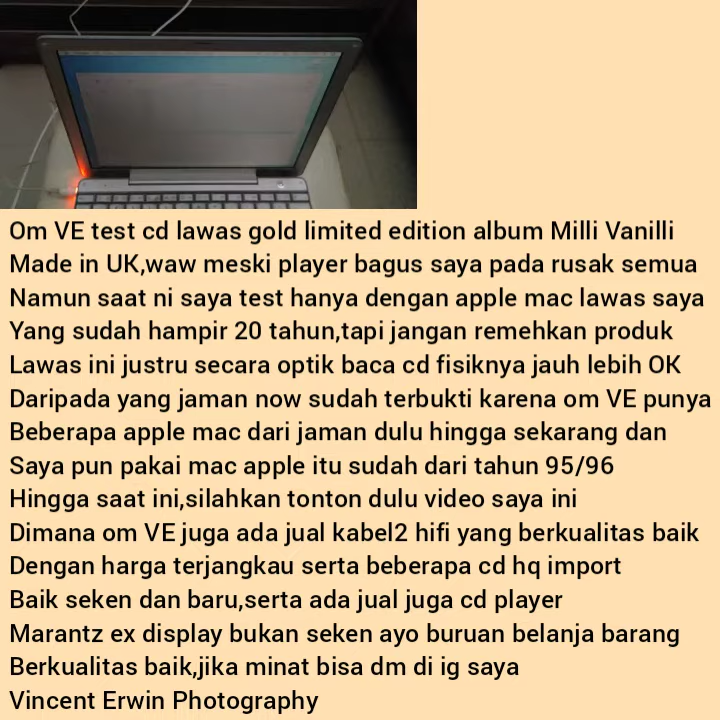 Om VE test cd lawas gold limited edition album Milli Vanilli
Made in UK,waw meski player bagus saya pada rusak semua
Namun saat ni saya test hanya dengan apple mac lawas saya
Yang sudah hampir 20 tahun,tapi jangan remehkan produk
Lawas ini justru secara optik baca cd fisiknya jauh lebih OK
Daripada yang jaman now sudah terbukti karena om VE punya
Beberapa apple mac dari jaman dulu hingga sekarang dan
Saya pun pakai mac apple itu sudah dari tahun 95/96
Hingga saat ini,silahkan tonton dulu video saya ini
Dimana om VE juga ada jual kabel2 hifi yang berkualitas baik
Dengan harga terjangkau serta beberapa cd hq import
Baik seken dan baru,serta ada jual juga cd player
Marantz ex display bukan seken ayo buruan belanja barang
Berkualitas baik,jika minat bisa dm di ig saya
Vincent Erwin Photography